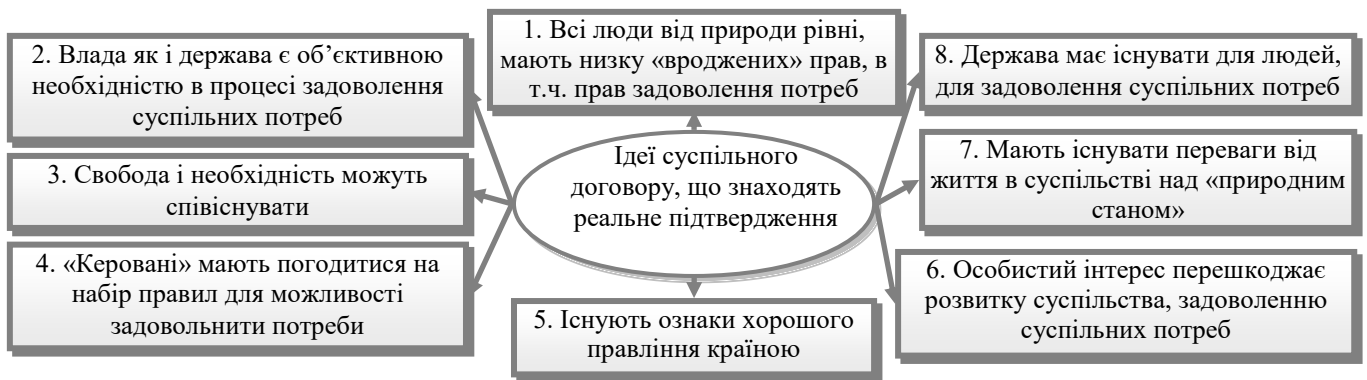 1. Всі люди від природи рівні,
мають низку «вроджених» прав, в
т.ч. прав задоволення потреб
2. Влада як і держава є об’єктивною
необхідністю в процесі задоволення
суспільних потреб
3. Свобода і необхідність можуть
співіснувати
4. «Керовані» мають погодитися на
набір правил для можливості
задовольнити потреби
Ідеї суспільного
договору, що знаходять
реальне підтвердження
5. Існують ознаки хорошого
правління країною
8. Держава має існувати для людей,
для задоволення суспільних потреб
7. Мають існувати переваги від
життя в суспільстві над «природним
станом»
6. Особистий інтерес перешкоджає
розвитку суспільства, задоволенню
суспільних потреб